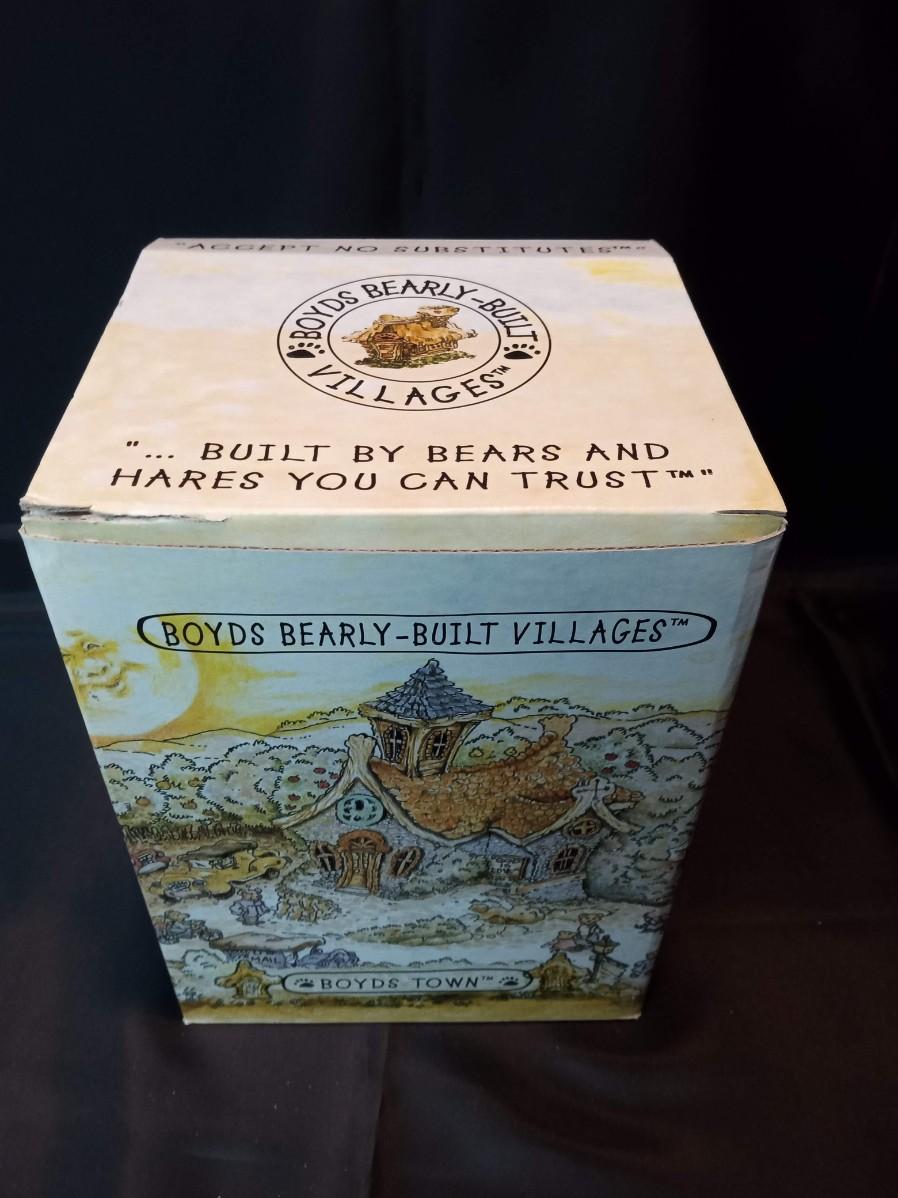 "ACCEPT NO SUBSTITUTES™"
BOYDS BEARLY-BUILT
VILLAGES™
"... BUILT BY BEARS AND
HARES YOU CAN TRUST™"
BOYDS BEARLY-BUILT VILLAGES™
MAIL
BOYDS TOWN™